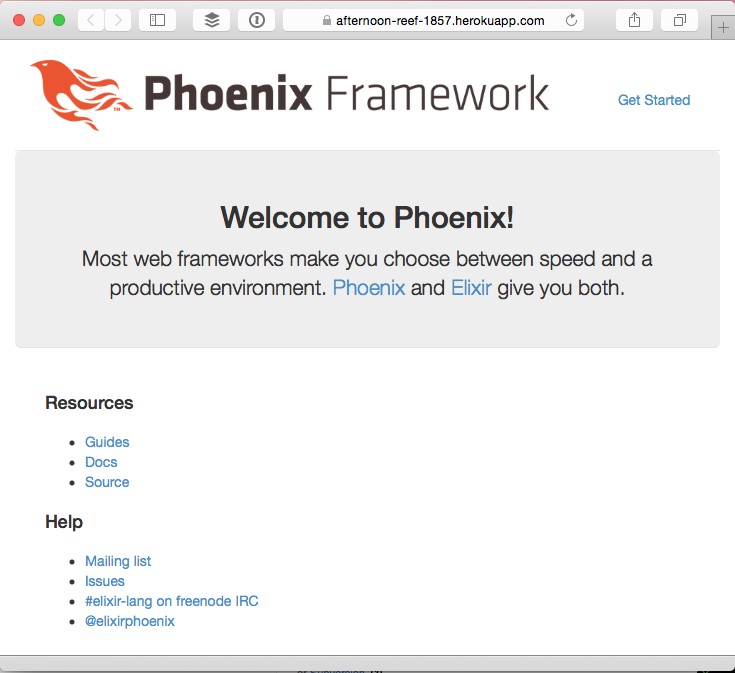 afternoon-reef-1857.herokuapp.com
Phoenix Framework
TM
Get Started
Welcome to Phoenix!
Most web frameworks make you choose between speed and a
productive environment. Phoenix and Elixir give you both.
Resources
Guides
Docs
Source
Help
Mailing list
Issues
#elixir-lang on freenode IRC
@elixirphoenix